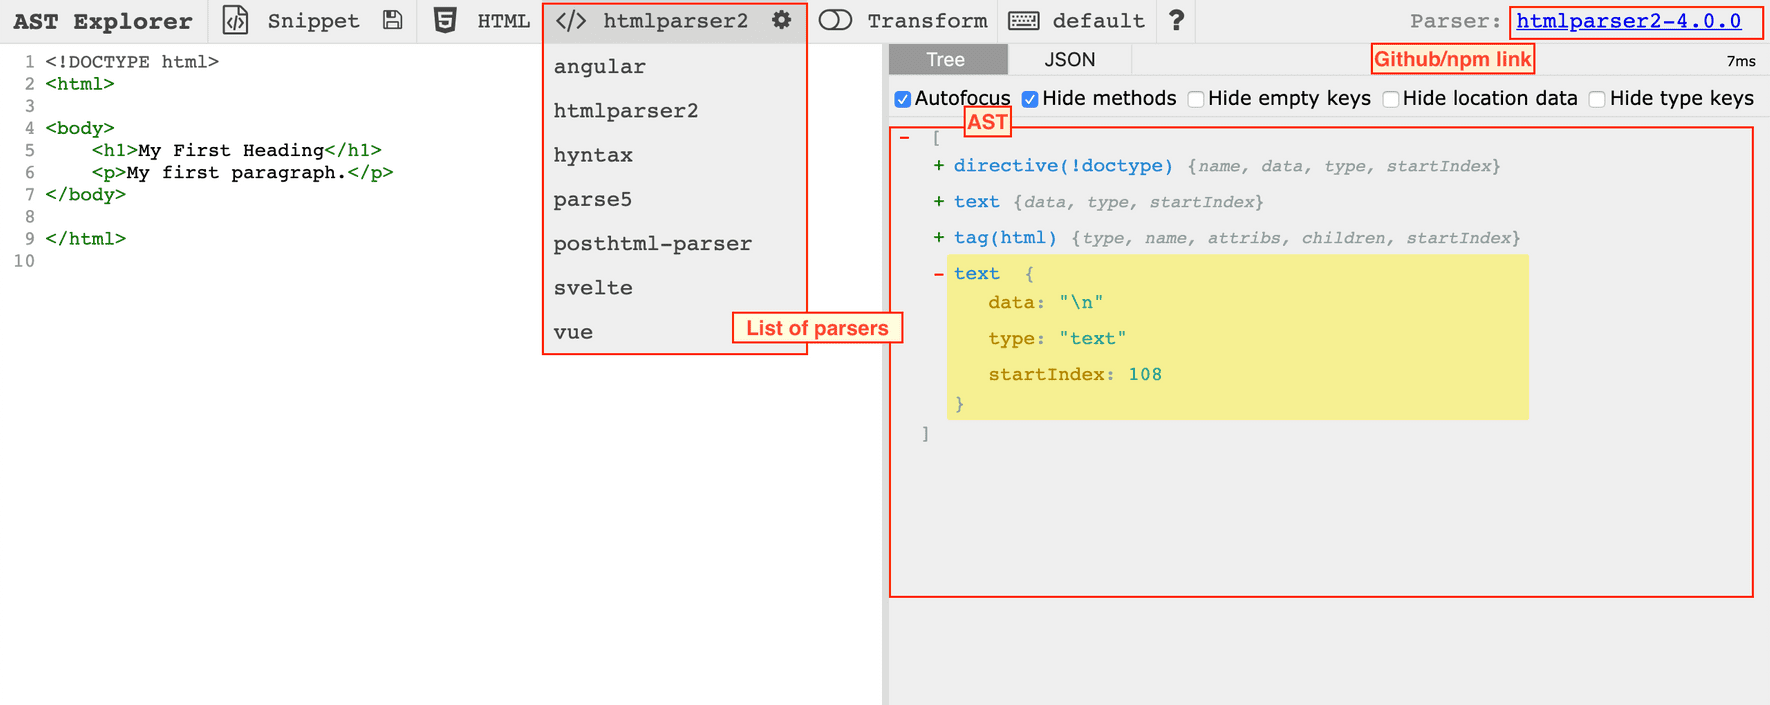 AST Explorer Snippet HTML </> htmlparser2 Transform default ? Parser: htmlparser2-4.0.0
angular
htmlparser2
hyntax
parse5
posthtml-parser
svelte
vue
List of parsers
1 <!DOCTYPE html>
2 <html>
3
4 <body>
5     <h1>My First Heading</h1>
6     <p>My first paragraph.</p>
7 </body>
8
9 </html>
10
Tree JSON Github/npm link 7ms
Autofocus Hide methods Hide empty keys Hide location data Hide type keys
AST
- [
+ directive(!doctype) {name, data, type, startIndex}
+ text {data, type, startIndex}
+ tag(html) {type, name, attribs, children, startIndex}
- text {
data: "\n"
type: "text"
startIndex: 108
}
]